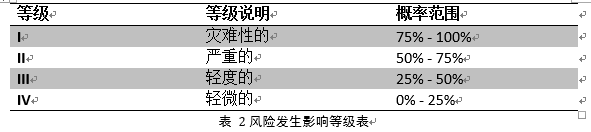 等级 等级说明 概率范围
I 灾难性的 75% - 100%
II 严重的 50% - 75%
III 轻度的 25% - 50%
IV 轻微的 0% - 25%
表 2 风险发生影响等级表